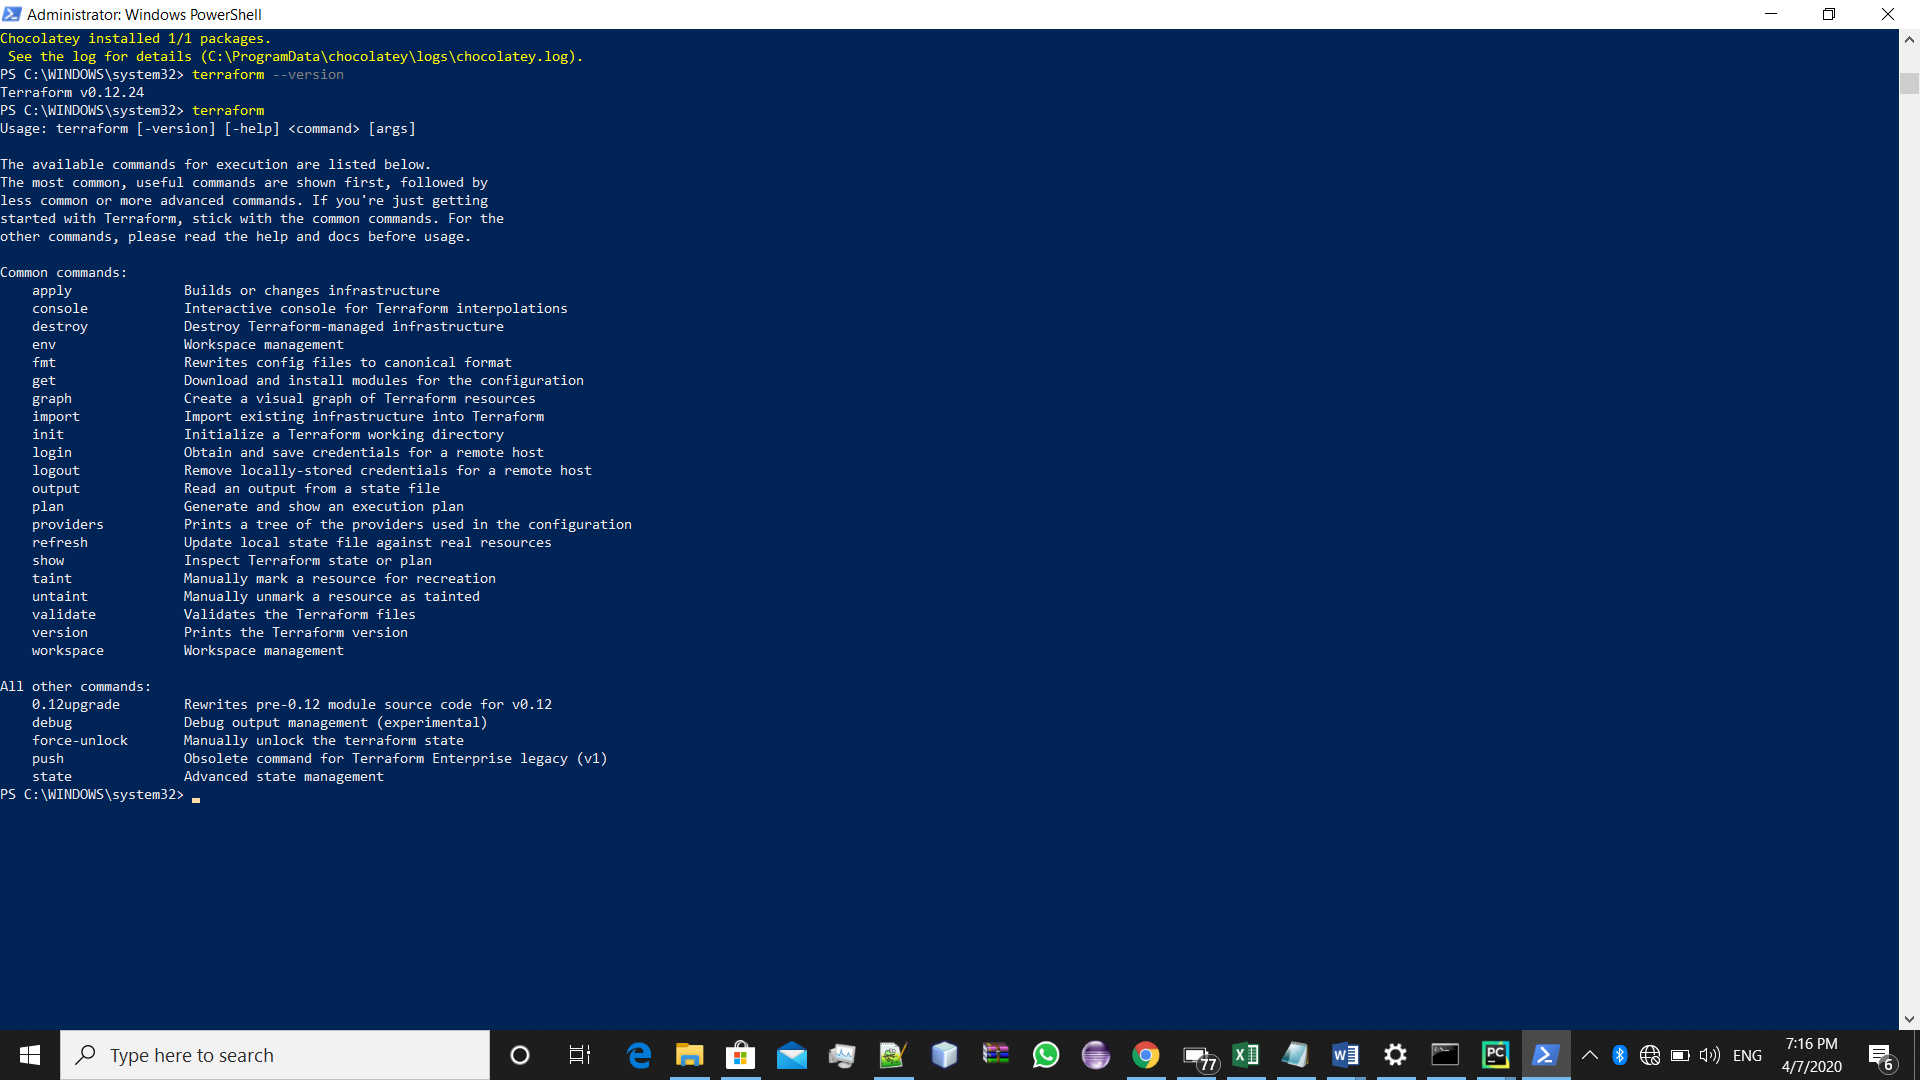 Administrator: Windows PowerShell
Chocolatey installed 1/1 packages.
 See the log for details (C:\ProgramData\chocolatey\logs\chocolatey.log).
PS C:\WINDOWS\system32> terraform --version
Terraform v0.12.24
PS C:\WINDOWS\system32> terraform
Usage: terraform [-version] [-help] <command> [args]

The available commands for execution are listed below.
The most common, useful commands are shown first, followed by
less common or more advanced commands. If you're just getting
started with Terraform, stick with the common commands. For the
other commands, please read the help and docs before usage.

Common commands:
    apply              Builds or changes infrastructure
    console            Interactive console for Terraform interpolations
    destroy            Destroy Terraform-managed infrastructure
    env                Workspace management
    fmt                Rewrites config files to canonical format
    get                Download and install modules for the configuration
    graph              Create a visual graph of Terraform resources
    import             Import existing infrastructure into Terraform
    init               Initialize a Terraform working directory
    login              Obtain and save credentials for a remote host
    logout             Remove locally-stored credentials for a remote host
    output             Read an output from a state file
    plan               Generate and show an execution plan
    providers          Prints a tree of the providers used in the configuration
    refresh            Update local state file against real resources
    show               Inspect Terraform state or plan
    taint              Manually mark a resource for recreation
    untaint            Manually unmark a resource as tainted
    validate           Validates the Terraform files
    version            Prints the Terraform version
    workspace          Workspace management

All other commands:
    0.12upgrade        Rewrites pre-0.12 module source code for v0.12
    debug              Debug output management (experimental)
    force-unlock       Manually unlock the terraform state
    push               Obsolete command for Terraform Enterprise legacy (v1)
    state              Advanced state management
PS C:\WINDOWS\system32>
Type here to search
77
PC
ENG
7:16 PM
4/7/2020
6